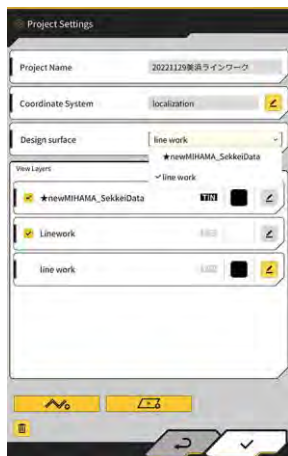 Project Settings
Project Name
20221129美浜ラインワーク
Coordinate System
localization
Design surface
line work
★newMIHAMA_SekkeiData
✓line work
View Layers
★newMIHAMA_SekkeiData
TIN
Linework
line work